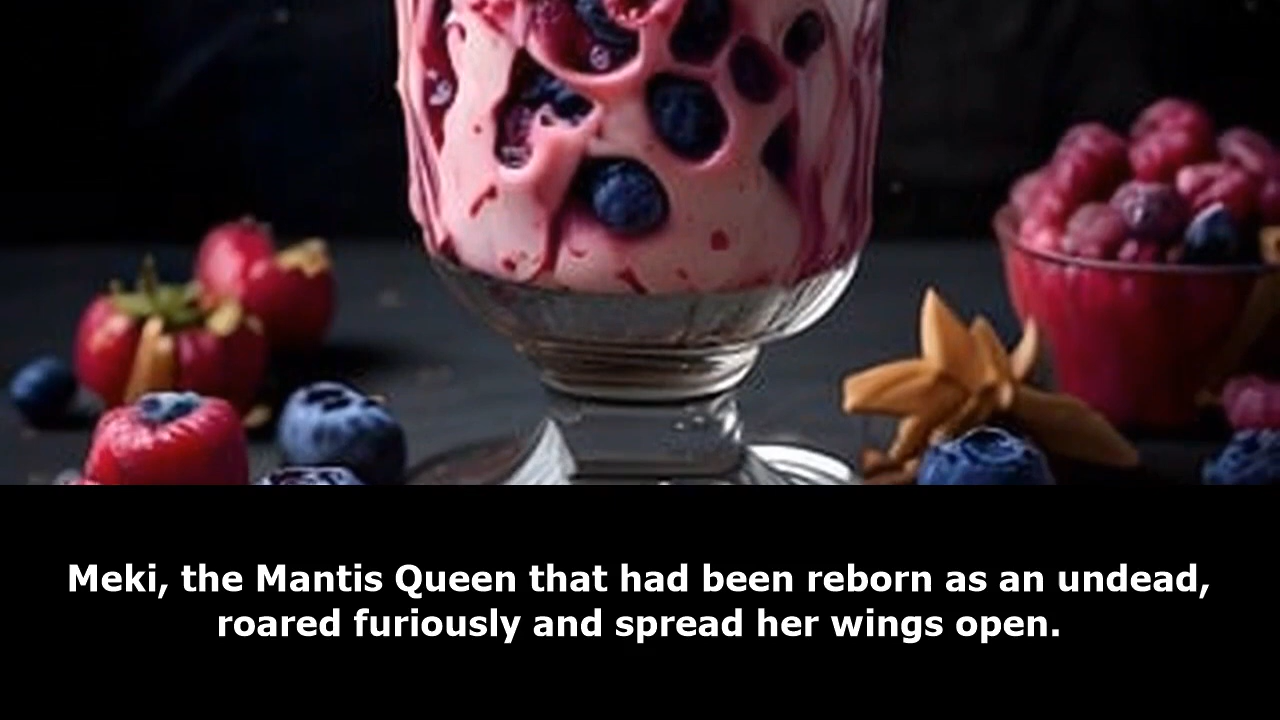 Meki, the Mantis Queen that had been reborn as an undead,
roared furiously and spread her wings open.